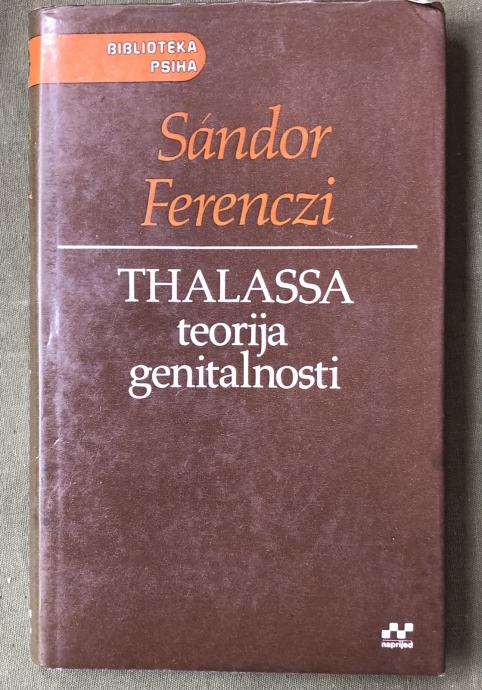 BIBLIOTEKA
PSIHA
Sándor
Ferenczi
THALASSA
teorija
genitalnosti
naprijed